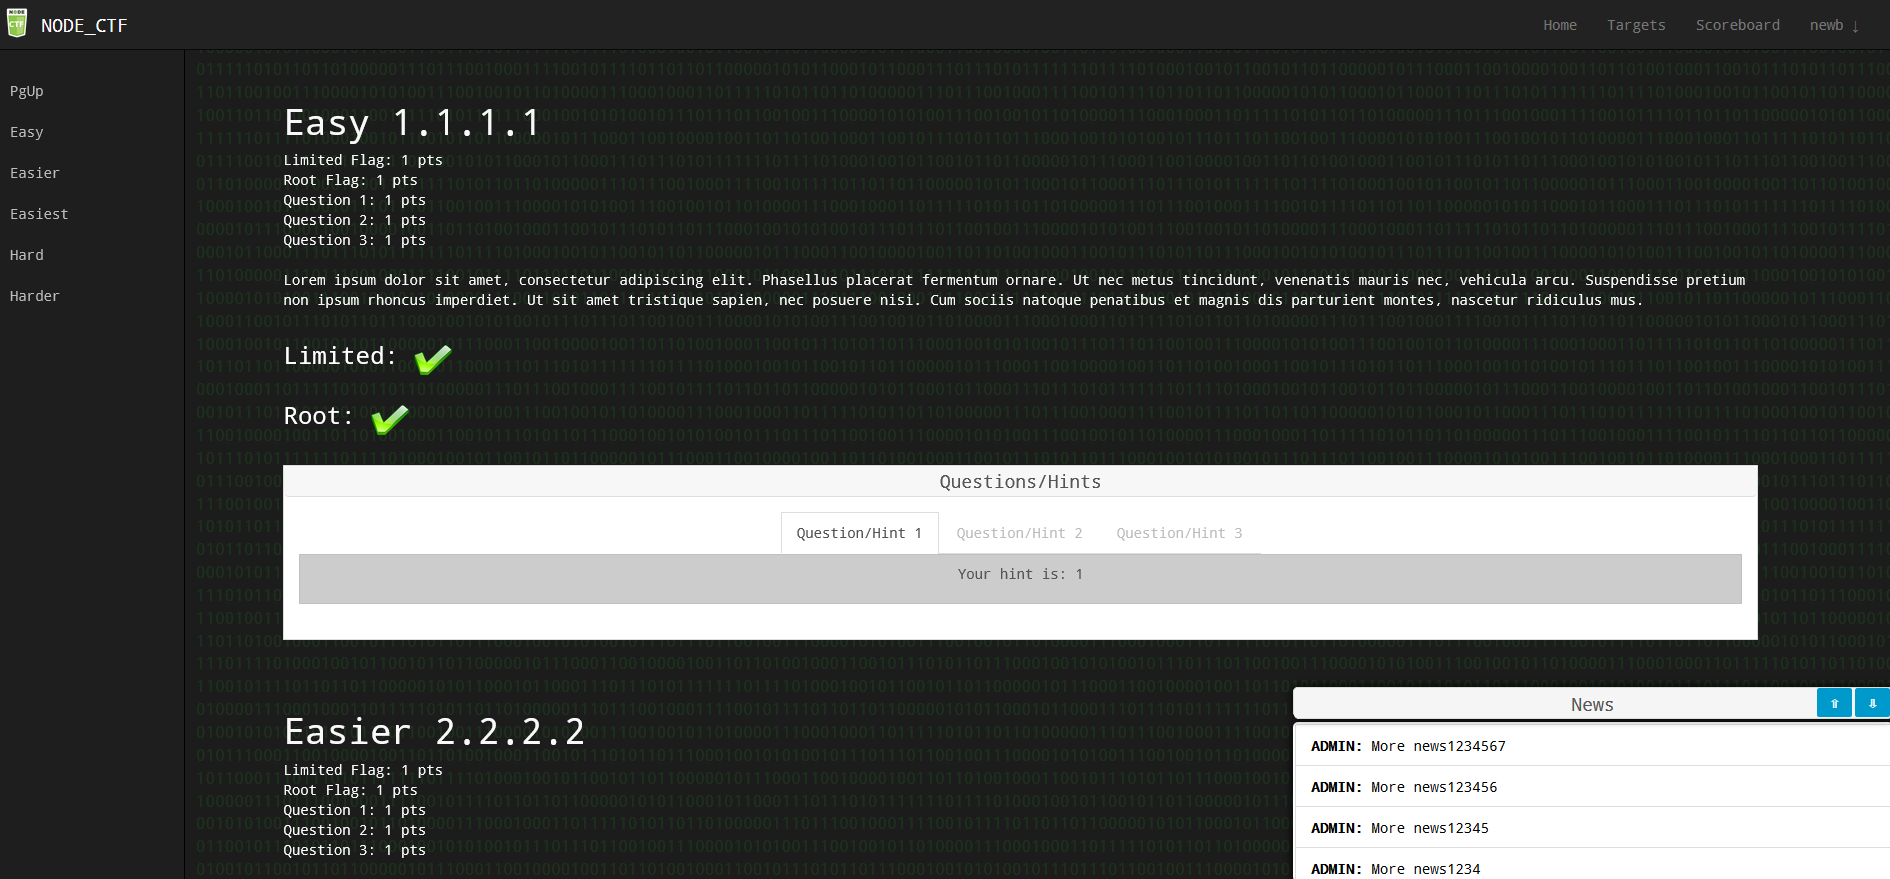 NODE CTF
NODE_CTF
Home
Targets
Scoreboard
newb ↓
PgUp
Easy
Easier
Easiest
Hard
Harder
Easy 1.1.1.1
Limited Flag: 1 pts
Root Flag: 1 pts
Question 1: 1 pts
Question 2: 1 pts
Question 3: 1 pts
Lorem ipsum dolor sit amet, consectetur adipiscing elit. Phasellus placerat fermentum ornare. Ut nec metus tincidunt, venenatis mauris nec, vehicula arcu. Suspendisse pretium
non ipsum rhoncus imperdiet. Ut sit amet tristique sapien, nec posuere nisi. Cum sociis natoque penatibus et magnis dis parturient montes, nascetur ridiculus mus.
Limited:
Root:
Questions/Hints
Question/Hint 1
Question/Hint 2
Question/Hint 3
Your hint is: 1
Easier 2.2.2.2
Limited Flag: 1 pts
Root Flag: 1 pts
Question 1: 1 pts
Question 2: 1 pts
Question 3: 1 pts
News
⇧
⇩
ADMIN: More news1234567
ADMIN: More news123456
ADMIN: More news12345
ADMIN: More news1234